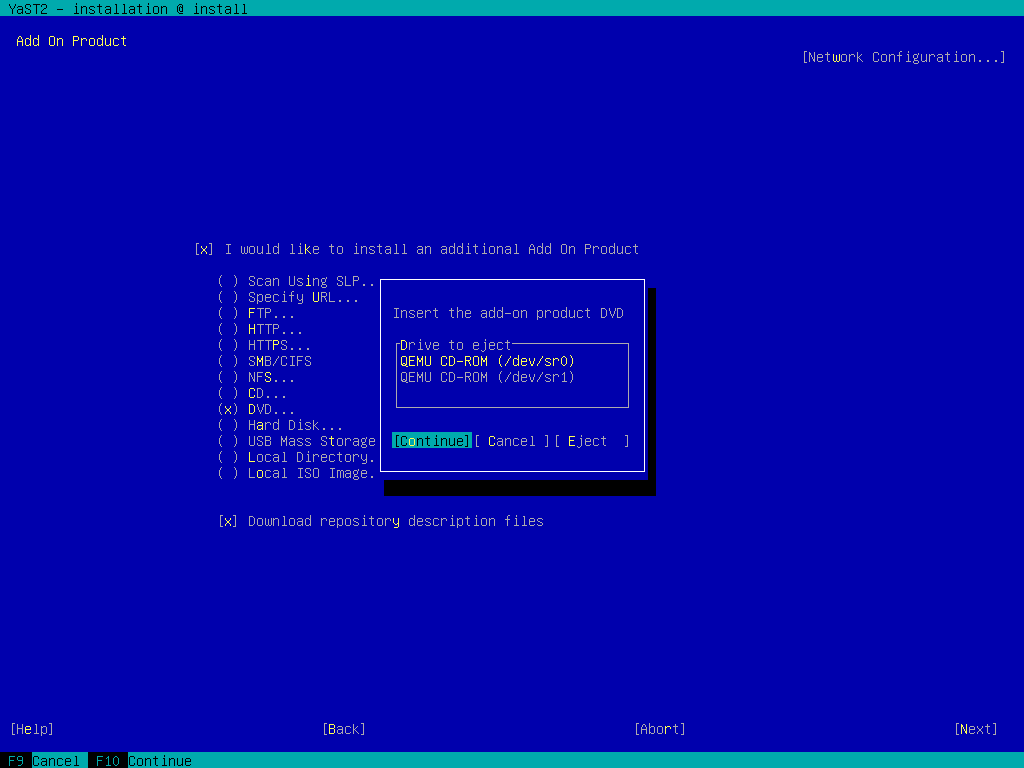 YaST2 - installation @ install
Add On Product
[Network Configuration...]
[x] I would like to install an additional Add On Product
( ) Scan Using SLP..
( ) Specify URL...
( ) FTP...
( ) HTTP...
( ) HTTPS...
( ) SMB/CIFS
( ) NFS...
( ) CD...
(x) DVD...
( ) Hard Disk...
( ) USB Mass Storage
( ) Local Directory.
( ) Local ISO Image.
Insert the add-on product DVD
Drive to eject
QEMU CD-ROM (/dev/sr0)
QEMU CD-ROM (/dev/sr1)
[Continue][ Cancel ][ Eject  ]
[x] Download repository description files
[Help] [Back] [Abort] [Next]
F9 Cancel F10 Continue